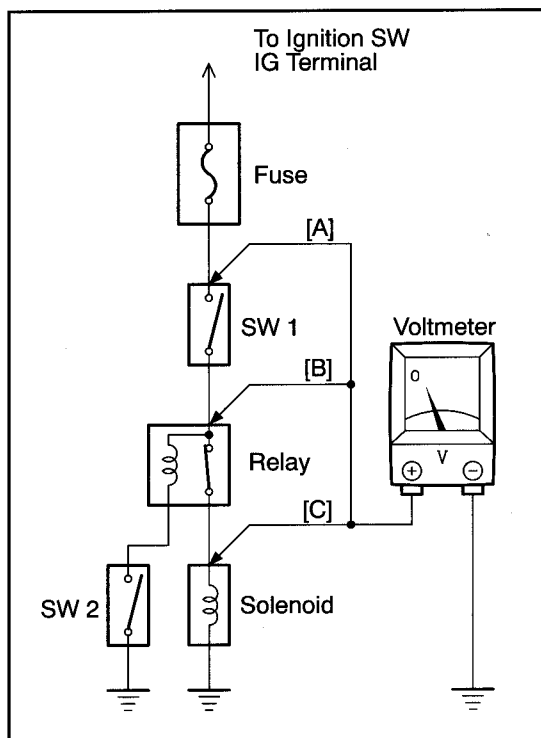 To Ignition SW
IG Terminal
Fuse
[A]
SW 1
Voltmeter
[B]
0
Relay
V
+
−
[C]
SW 2
Solenoid